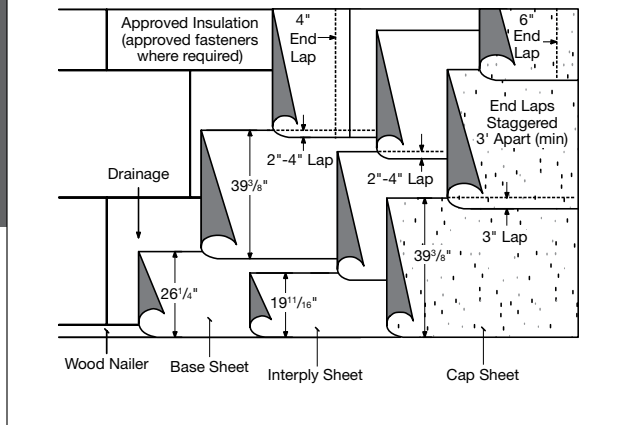 Approved Insulation
(approved fasteners
where required)
4"
End
Lap
6"
End
Lap
End Laps
Staggered
3' Apart (min)
2"-4" Lap
2"-4" Lap
Drainage
39³/₈"
3" Lap
39³/₈"
26¹/₄"
19¹¹/₁₆"
Wood Nailer
Base Sheet
Interply Sheet
Cap Sheet